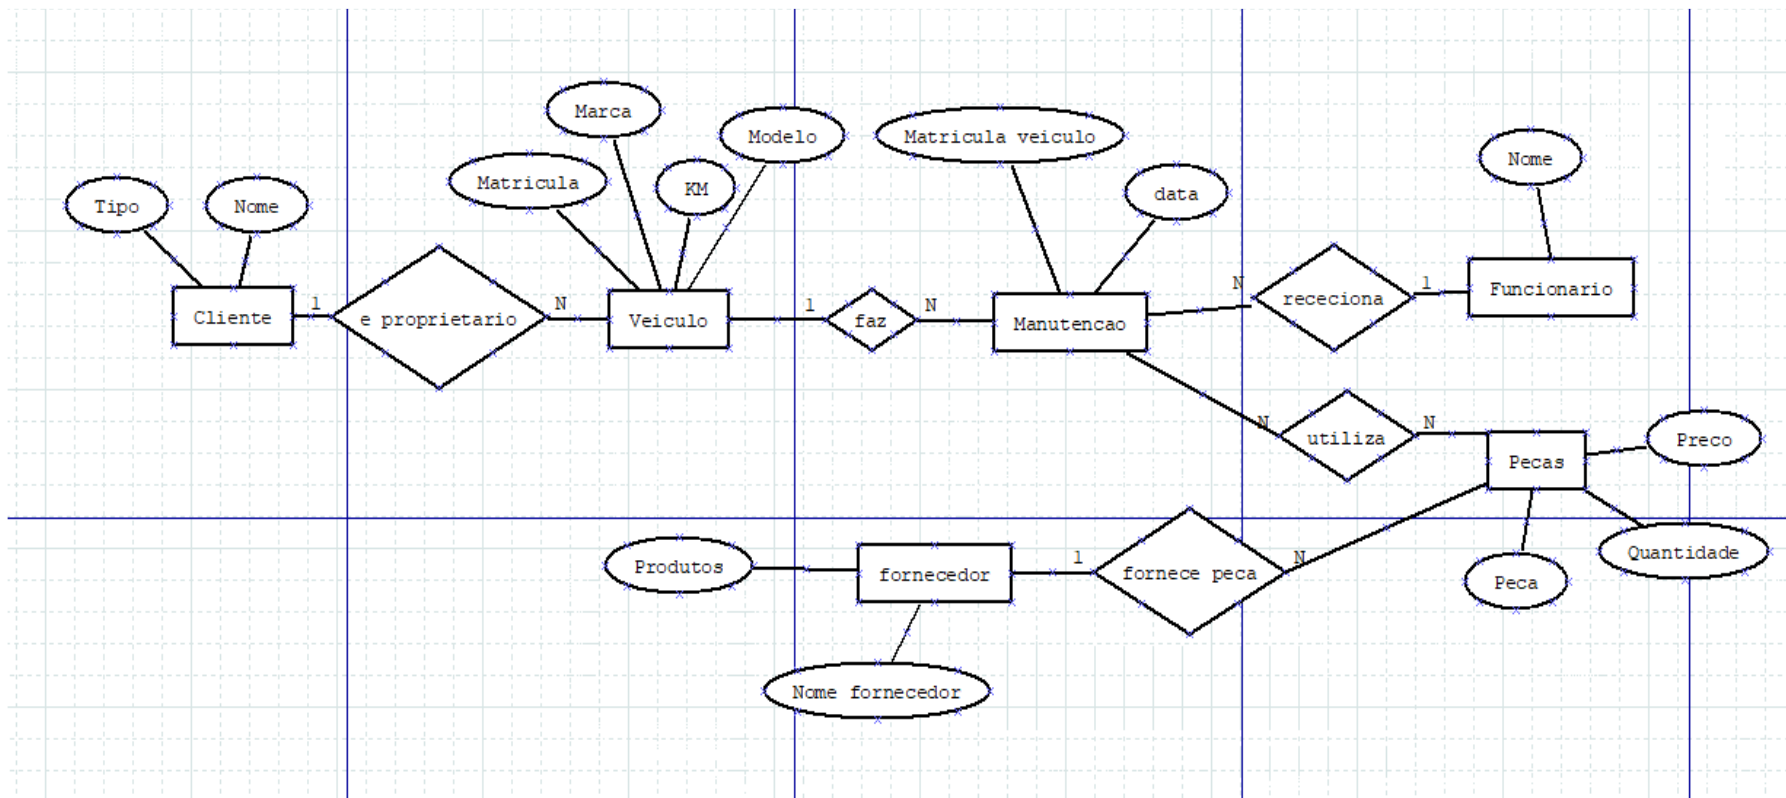 Marca
Modelo
Matricula veiculo
Nome
Matricula
KM
data
Tipo
Nome
N
rececionа
1
Funcionario
Cliente
1
e proprietario
N
Veiculo
1
faz
N
Manutencao
N
utiliza
N
Pecas
Preco
Produtos
fornecedor
1
fornece peca
N
Peca
Quantidade
Nome fornecedor